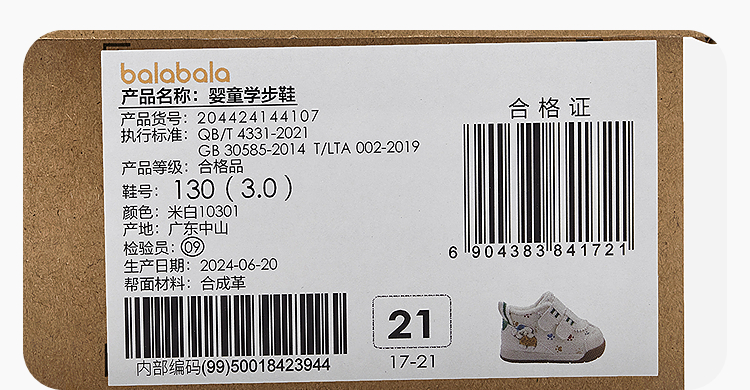 balabala
产品名称：婴童学步鞋
产品货号：204424144107
执行标准：QB/T 4331-2021
GB 30585-2014 T/LTA 002-2019
产品等级：合格品
鞋号：130（3.0）
颜色：米白10301
产地：广东中山
检验员：09
生产日期：2024-06-20
帮面材料：合成革
内部编码(99)50018423944
合格证
6 904383 841721
21
17-21